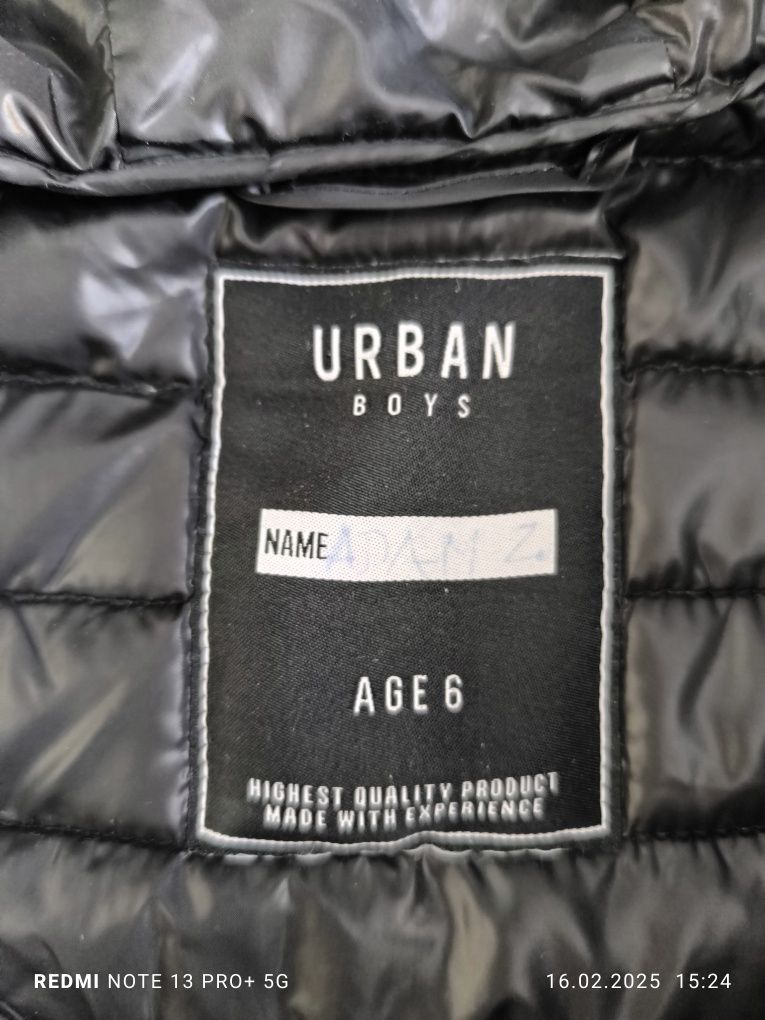 URBAN
BOYS
NAME ADAM Z.
AGE 6
HIGHEST QUALITY PRODUCT
MADE WITH EXPERIENCE
REDMI NOTE 13 PRO+ 5G 16.02.2025 15:24